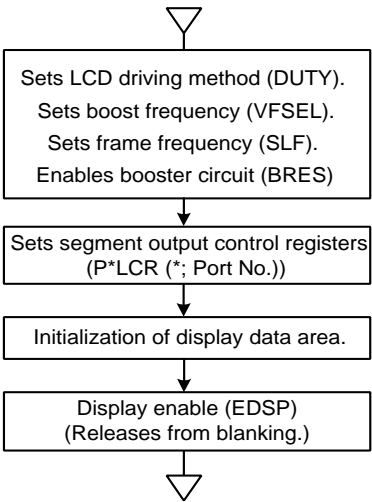 Sets LCD driving method (DUTY).
Sets boost frequency (VFSEL).
Sets frame frequency (SLF).
Enables booster circuit (BRES)
Sets segment output control registers
(P*LCR (*; Port No.))
Initialization of display data area.
Display enable (EDSP)
(Releases from blanking.)